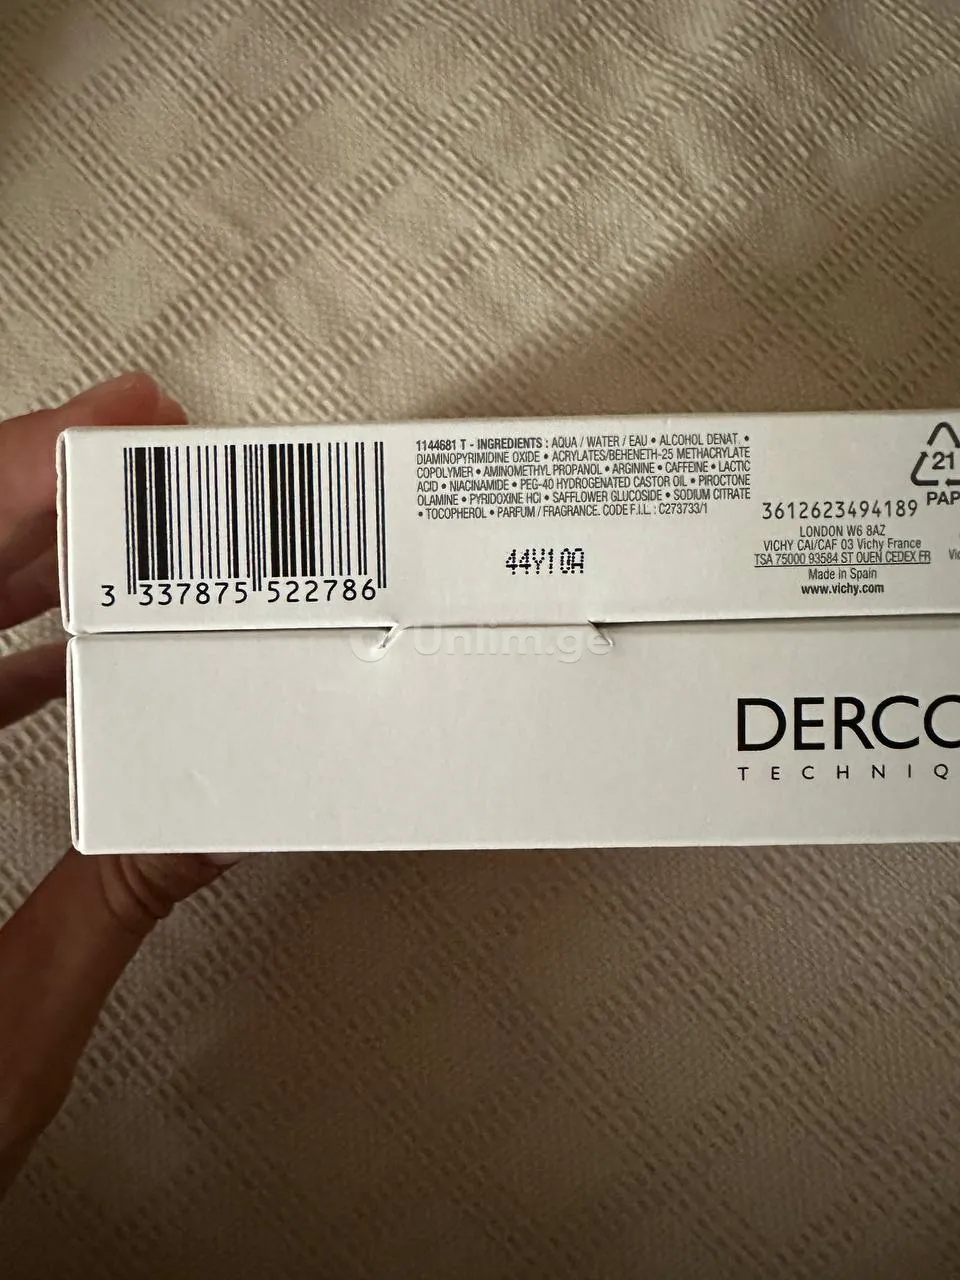 1144681 T - INGREDIENTS : AQUA / WATER / EAU • ALCOHOL DENAT. •
DIAMINOPYRIMIDINE OXIDE • ACRYLATES/BEHENETH-25 METHACRYLATE
COPOLYMER • AMINOMETHYL PROPANOL • ARGININE • CAFFEINE • LACTIC
ACID • NIACINAMIDE • PEG-40 HYDROGENATED CASTOR OIL • PIROCTONE
OLAMINE • PYRIDOXINE HCl • SAFFLOWER GLUCOSIDE • SODIUM CITRATE
• TOCOPHEROL • PARFUM / FRAGRANCE. CODE F.I.L. : C273733/1
44Y10A
3 337875 522786
21
PAP
3612623494189
LONDON W6 8AZ
VICHY CAI/CAF 03 Vichy France
TSA 75000 93584 ST OUEN CEDEX FR
Made in Spain
www.vichy.com
Unlim.ge
DERCO
TECHNIQ